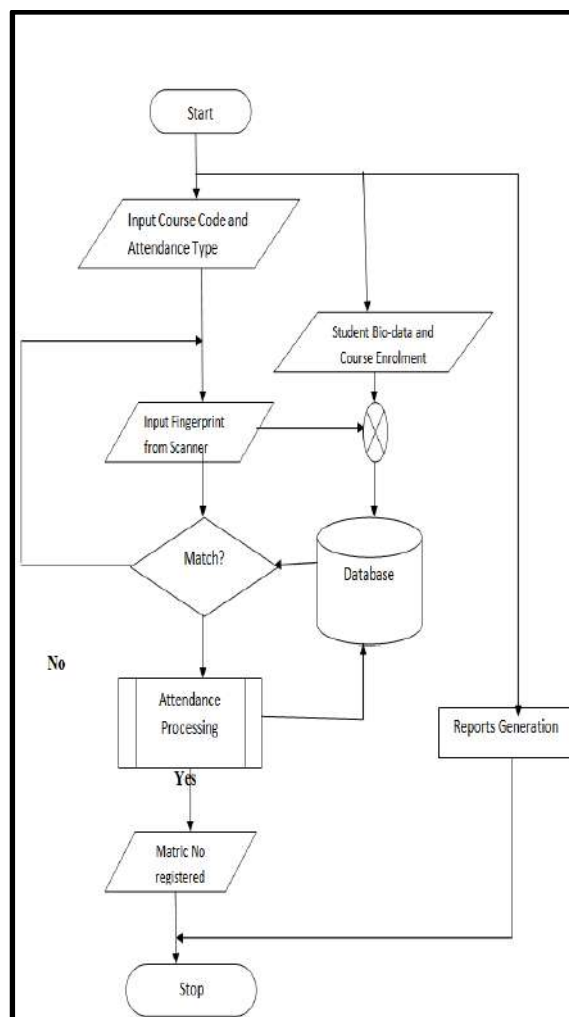 Start
Input Course Code and
Attendance Type
Student Bio-data and
Course Enrolment
Input Fingerprint
from Scanner
Match?
Database
No
Attendance
Processing
Yes
Reports Generation
Matric No
registered
Stop